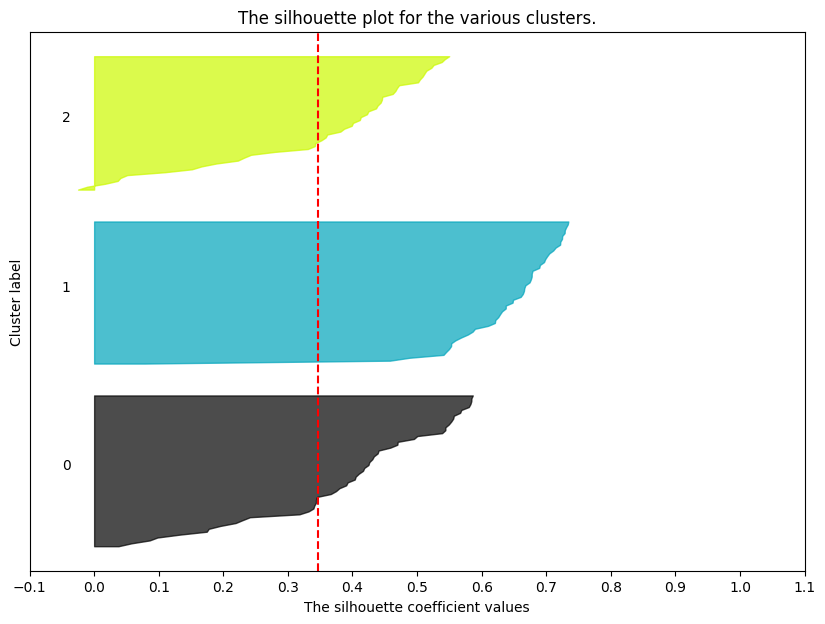 The silhouette plot for the various clusters.
2
1
0
Cluster label
−0.1 0.0 0.1 0.2 0.3 0.4 0.5 0.6 0.7 0.8 0.9 1.0 1.1
The silhouette coefficient values